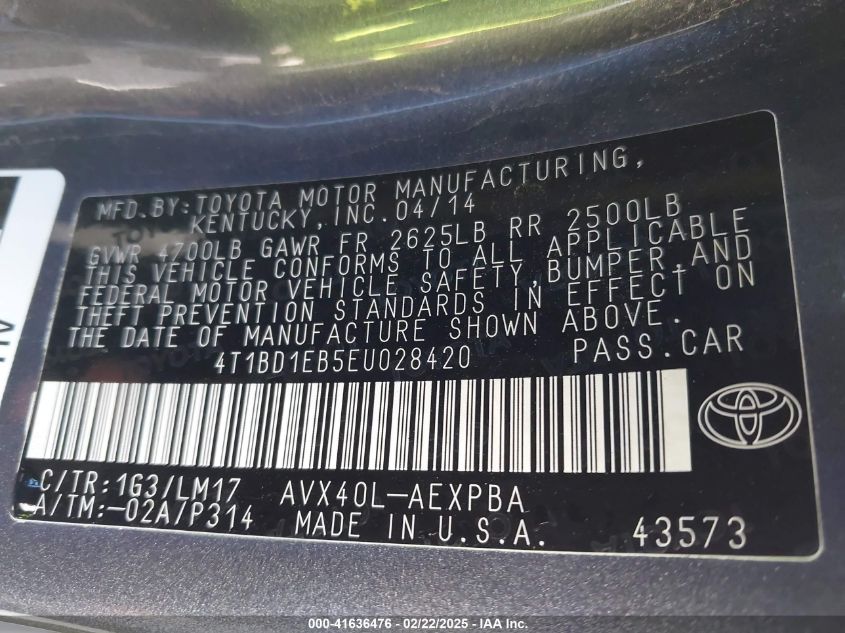 MFD.BY:TOYOTA MOTOR MANUFACTURING,
KENTUCKY,INC.04/14
GVWR 4700LB GAWR FR 2625LB RR 2500LB
THIS VEHICLE CONFORMS TO ALL APPLICABLE
FEDERAL MOTOR VEHICLE SAFETY,BUMPER,AND
THEFT PREVENTION STANDARDS IN EFFECT ON
THE DATE OF MANUFACTURE SHOWN ABOVE.
4T1BD1EB5EU028420 PASS.CAR
C/TR:1G3/LM17 AVX40L-AEXPBA
A/TM:-02A/P314 MADE IN U.S.A. 43573
000-41636476 - 02/22/2025 - IAA Inc.